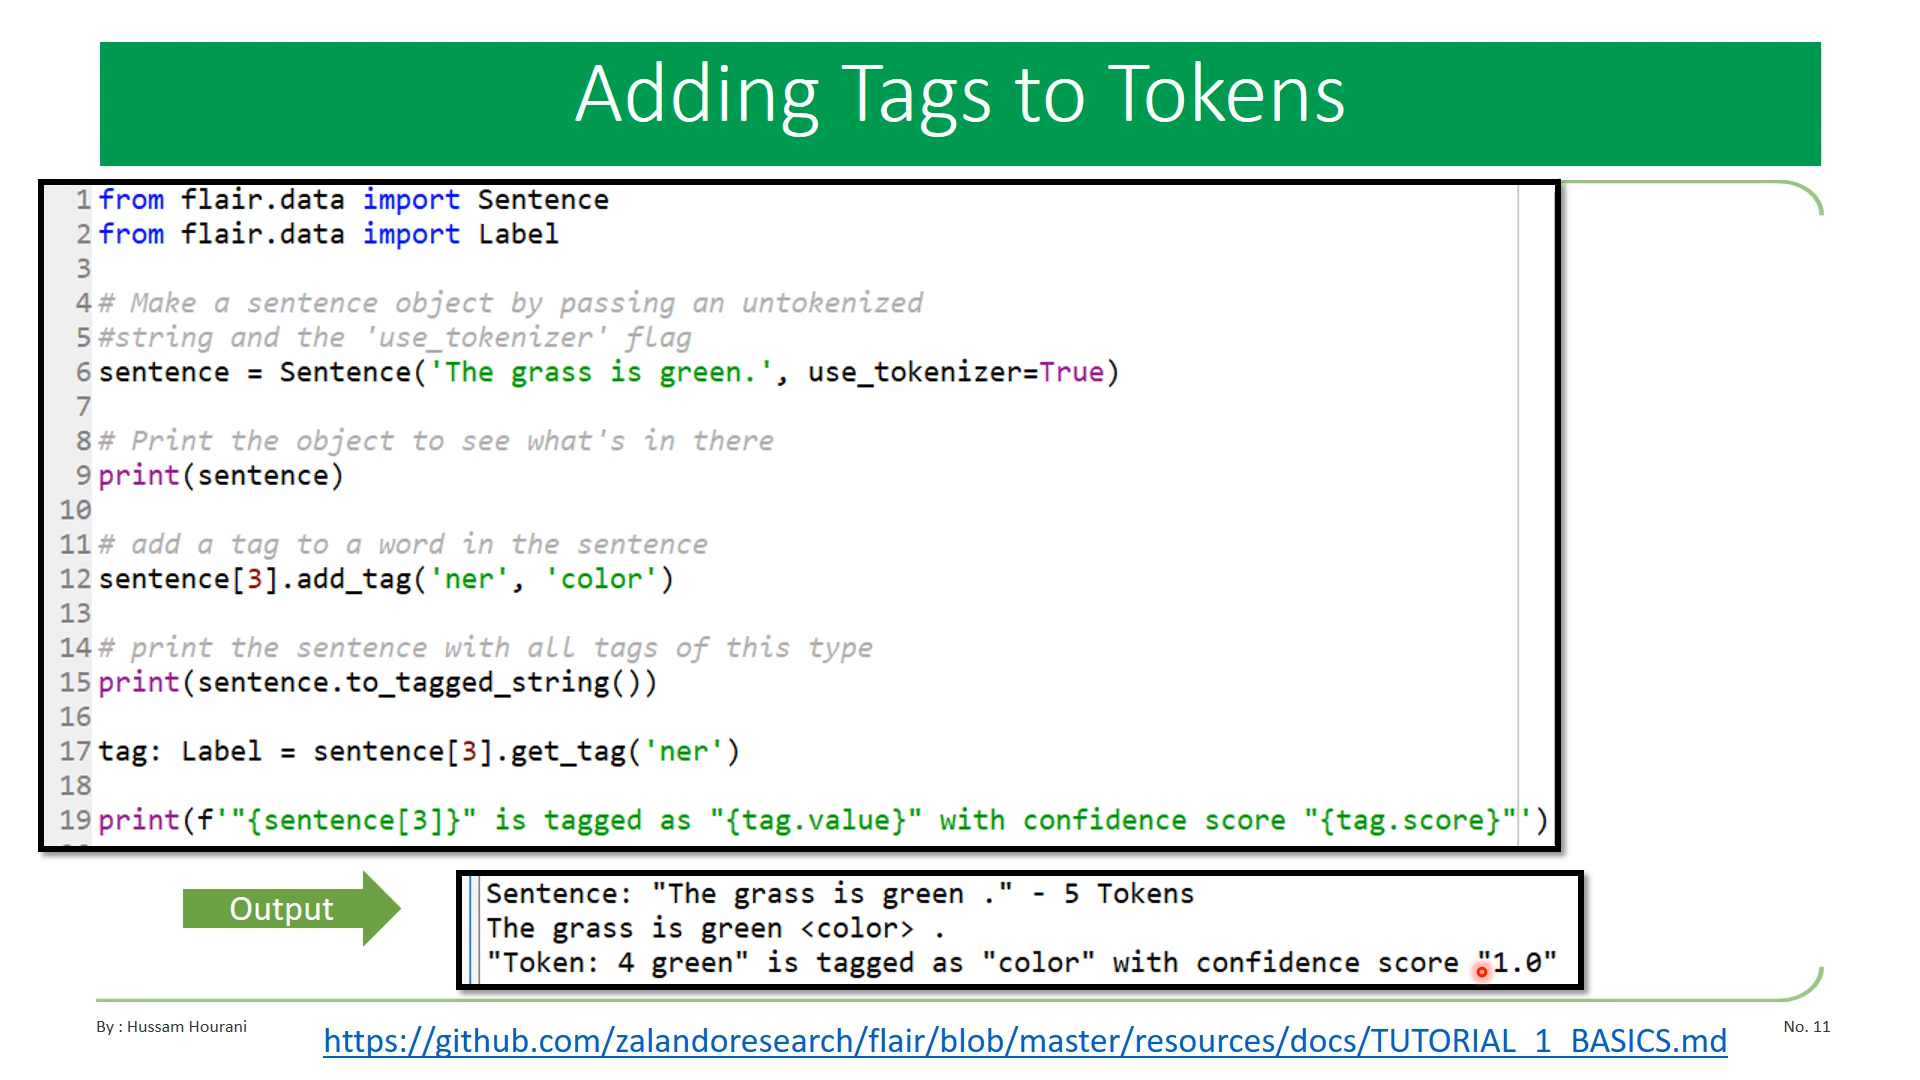 Adding Tags to Tokens
1 from flair.data import Sentence
2 from flair.data import Label
3
4 # Make a sentence object by passing an untokenized
5 #string and the 'use_tokenizer' flag
6 sentence = Sentence('The grass is green.', use_tokenizer=True)
7
8 # Print the object to see what's in there
9 print(sentence)
10
11 # add a tag to a word in the sentence
12 sentence[3].add_tag('ner', 'color')
13
14 # print the sentence with all tags of this type
15 print(sentence.to_tagged_string())
16
17 tag: Label = sentence[3].get_tag('ner')
18
19 print(f'"{sentence[3]}" is tagged as "{tag.value}" with confidence score "{tag.score}"')
Output
Sentence: "The grass is green ." - 5 Tokens
The grass is green <color> .
"Token: 4 green" is tagged as "color" with confidence score "1.0"
By : Hussam Hourani
https://github.com/zalandoresearch/flair/blob/master/resources/docs/TUTORIAL_1_BASICS.md
No. 11